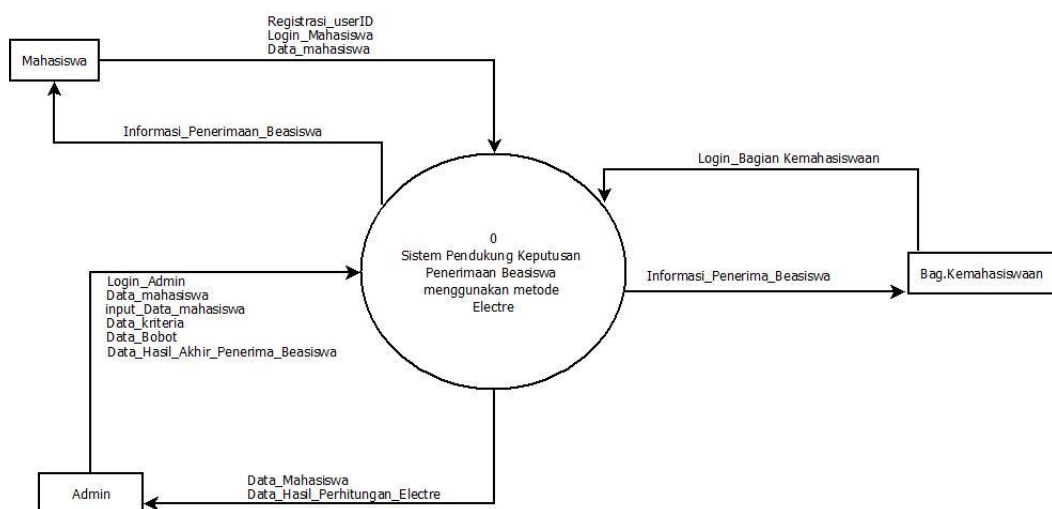 Registrasi_userID
Login_Mahasiswa
Data_mahasiswa
Mahasiswa
Informasi_Penerimaan_Beasiswa
Login_Bagian Kemahasiswaan
0
Sistem Pendukung Keputusan
Penerimaan Beasiswa
menggunakan metode
Electre
Informasi_Penerima_Beasiswa
Bag.Kemahasiswaan
Login_Admin
Data_mahasiswa
input_Data_mahasiswa
Data_kriteria
Data_Bobot
Data_Hasil_Akhir_Penerima_Beasiswa
Admin
Data_Mahasiswa
Data_Hasil_Perhitungan_Electre